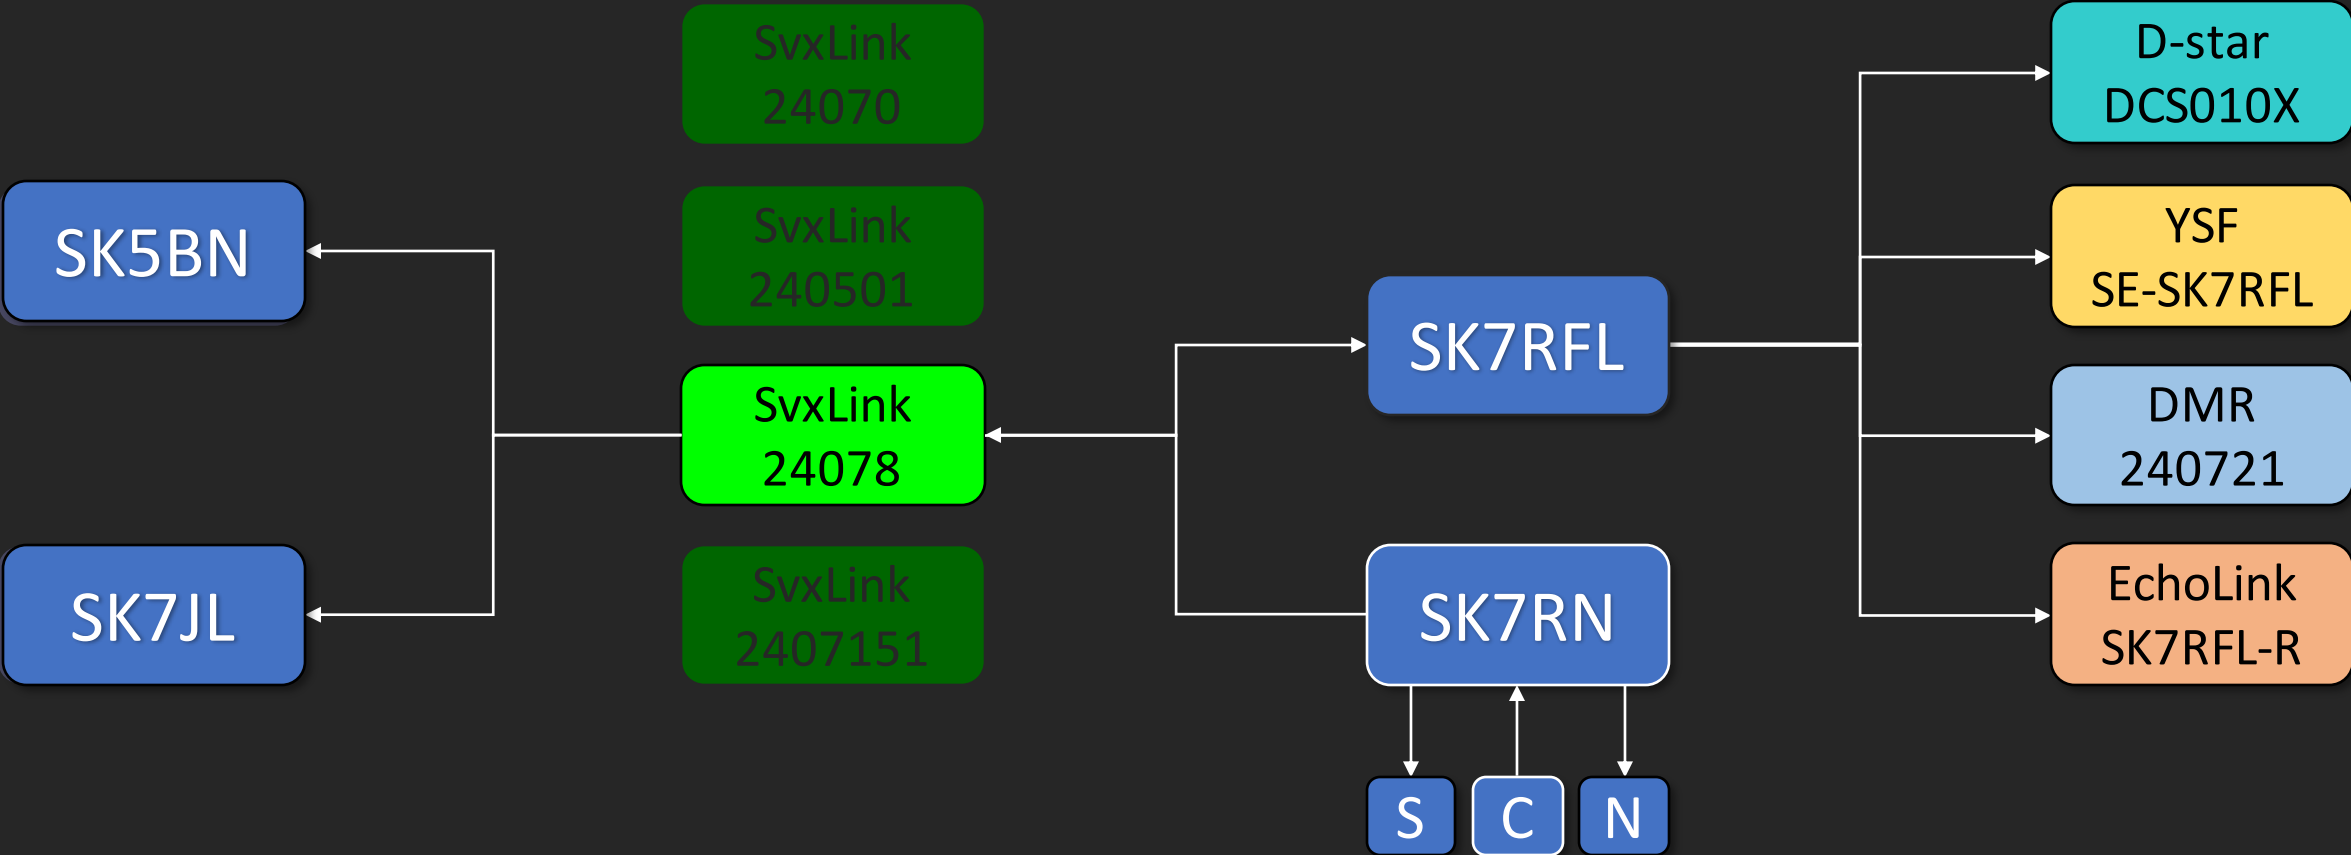 SK5BN
SK7JL
SvxLink
24070
SvxLink
240501
SvxLink
24078
SvxLink
2407151
SK7RFL
SK7RN
S
C
N
D-star
DCS010X
YSF
SE-SK7RFL
DMR
240721
EchoLink
SK7RFL-R